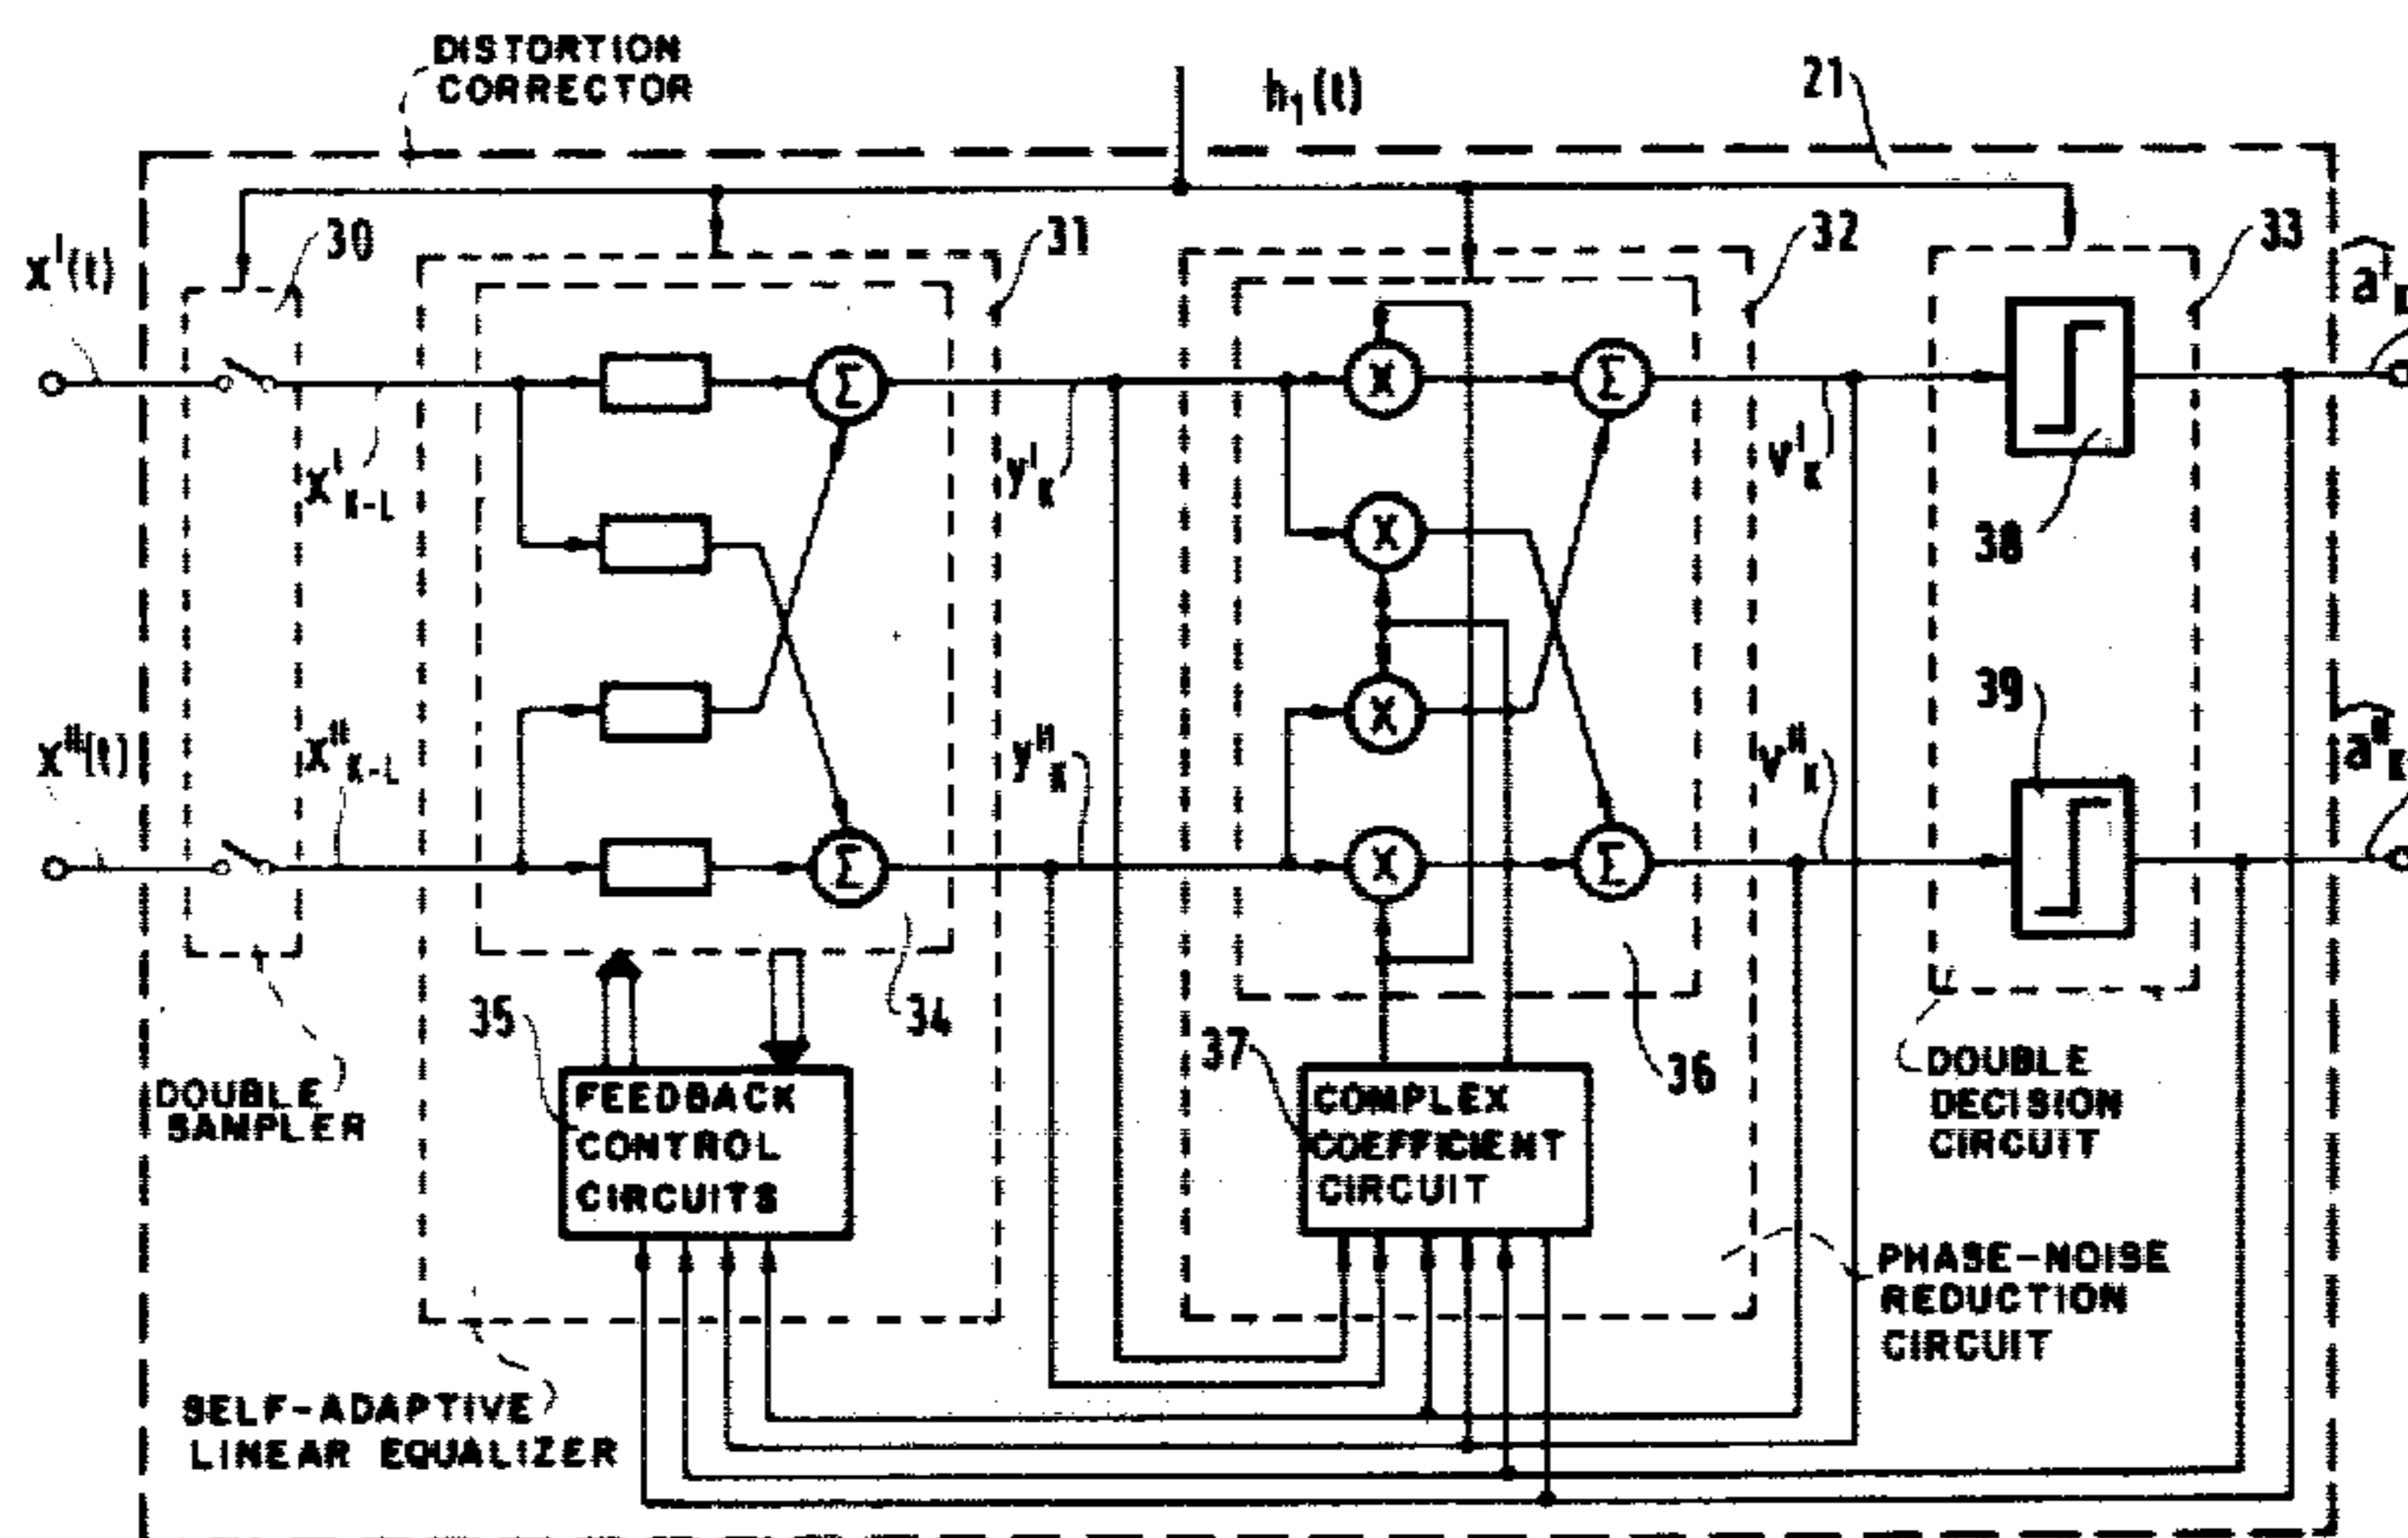 DISTORTION
CORRECTOR
h₁(t)
21
30
31
32
33
x'(t)
x'K-L
y'K
v'K
38
X
X
X
X
Σ
Σ
Σ
Σ
39
x"(t)
x"K-L
y"K
v"K
35
34
37
36
DOUBLE
SAMPLER
FEEDBACK
CONTROL
CIRCUITS
COMPLEX
COEFFICIENT
CIRCUIT
DOUBLE
DECISION
CIRCUIT
PHASE-NOISE
REDUCTION
CIRCUIT
SELF-ADAPTIVE
LINEAR EQUALIZER